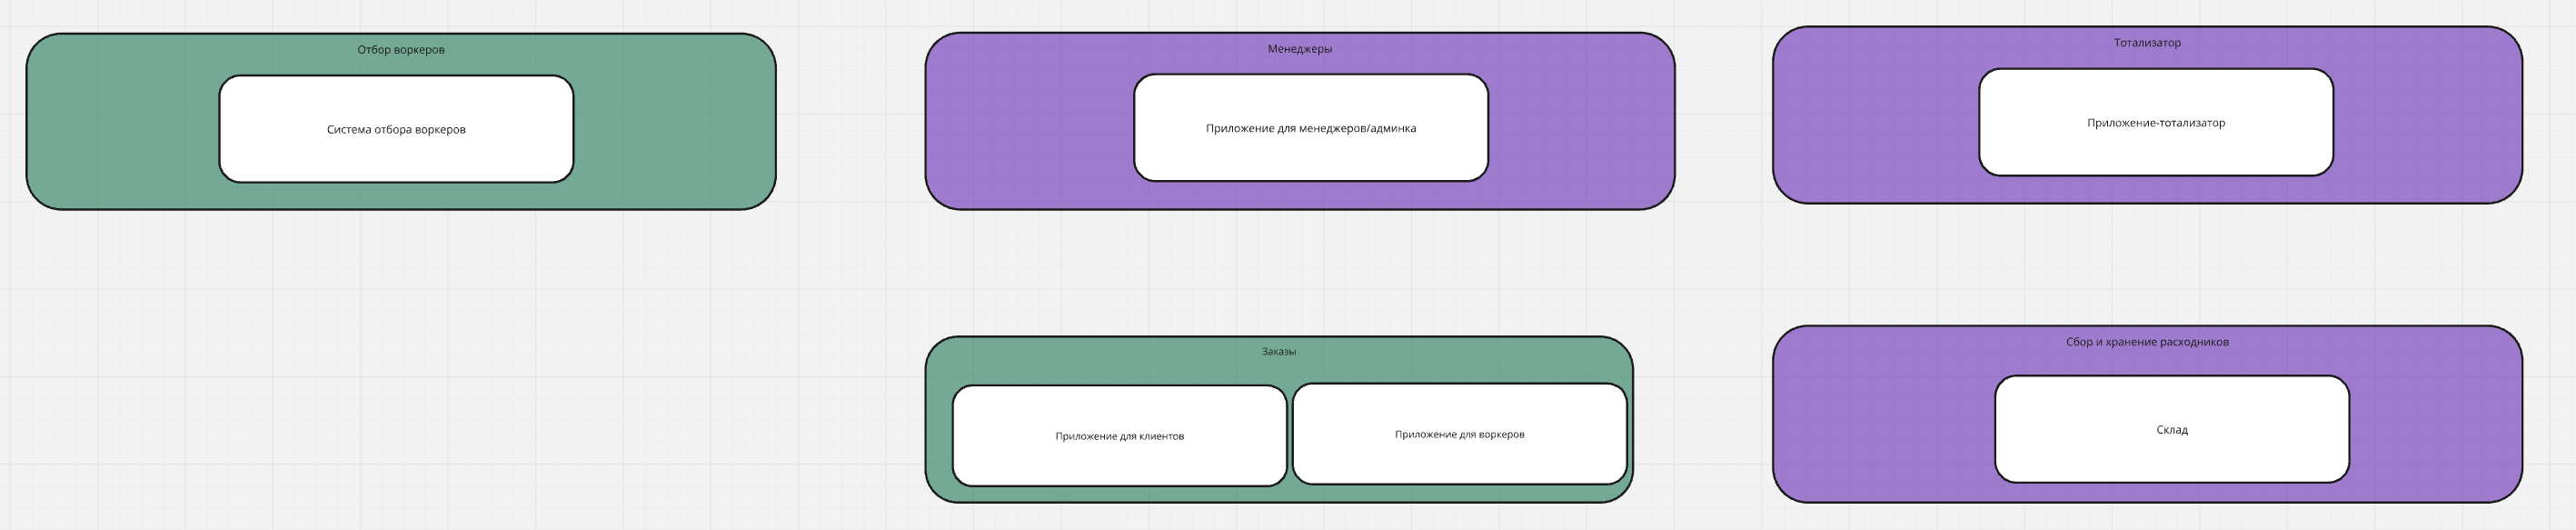 Отбор воркеров
Система отбора воркеров
Менеджеры
Приложение для менеджеров/админка
Тотализатор
Приложение-тотализатор
Заказы
Приложение для клиентов
Приложение для воркеров
Сбор и хранение расходников
Склад